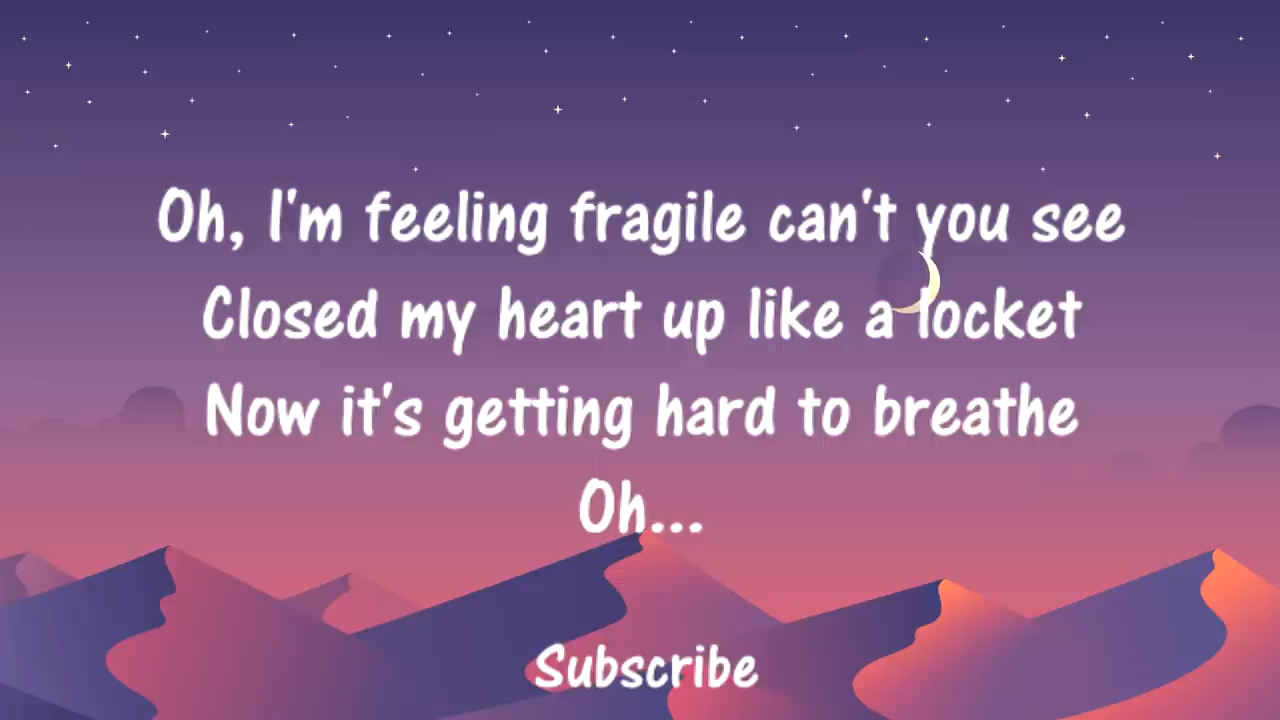 Oh, I'm feeling fragile can't you see
Closed my heart up like a locket
Now it's getting hard to breathe
Oh...
Subscribe